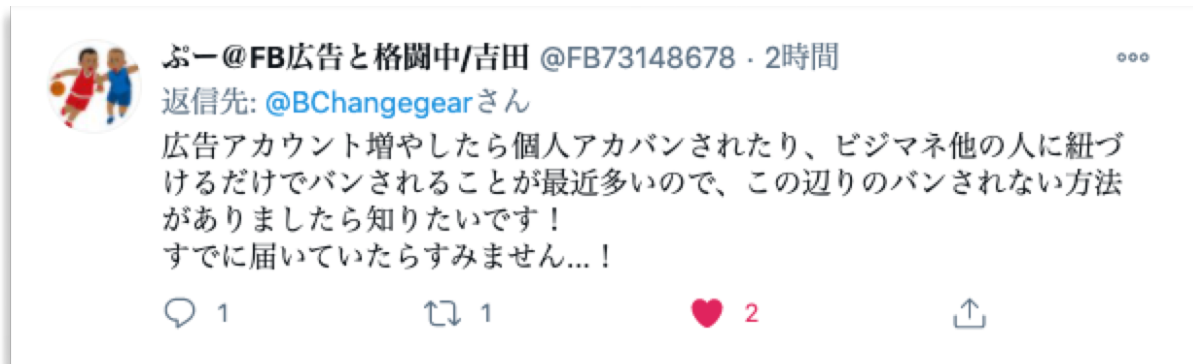 ぷー@FB広告と格闘中/吉田 @FB73148678 · 2時間
返信先: @BChangegearさん
広告アカウント増やしたら個人アカバンされたり、ビジマネ他の人に紐づ
けるだけでバンされることが最近多いので、この辺りのバンされない方法
がありましたら知りたいです！
すでに届いていたらすみません...！
1 1 2